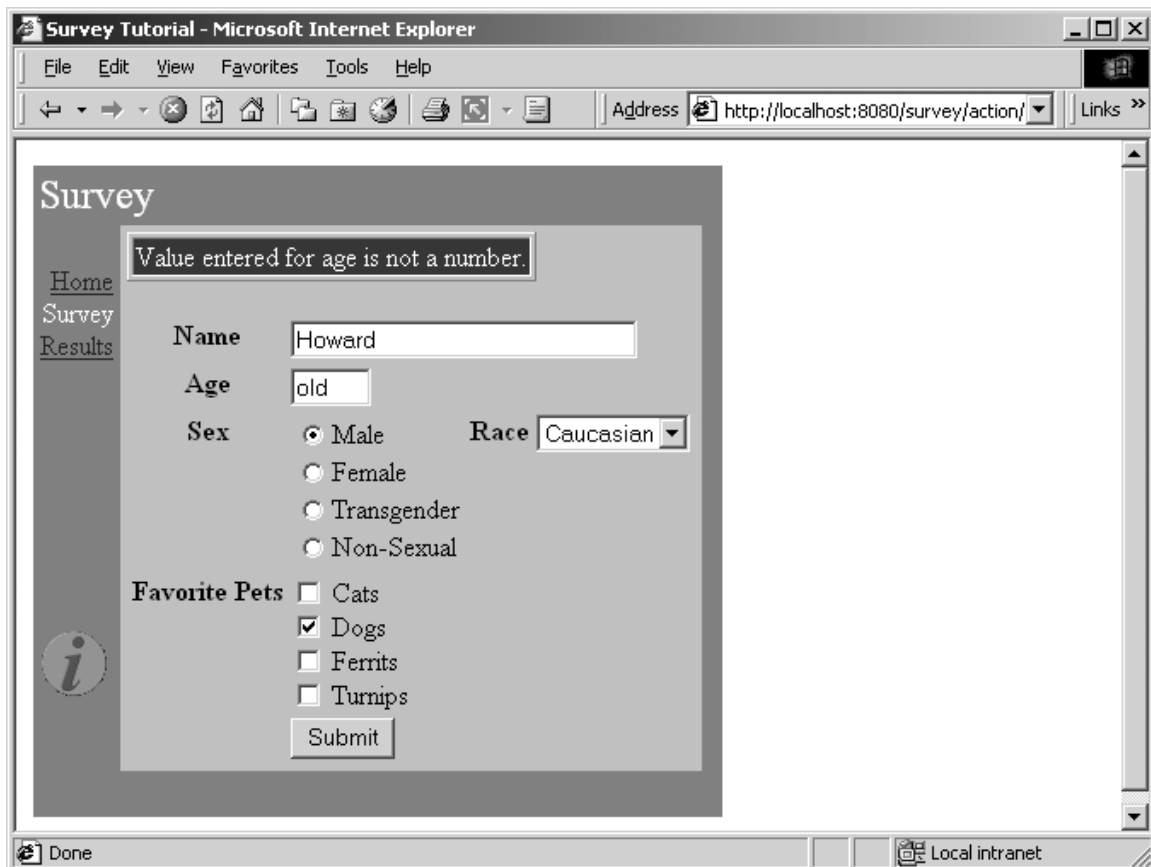 Survey Tutorial - Microsoft Internet Explorer
File Edit View Favorites Tools Help
Address http://localhost:8080/survey/action/ Links »
Survey
Value entered for age is not a number.
Home
Survey
Results
Name Howard
Age old
Sex Male Race Caucasian
Female
Transgender
Non-Sexual
Favorite Pets Cats
Dogs
Ferrits
Turnips
i
Submit
Done Local intranet